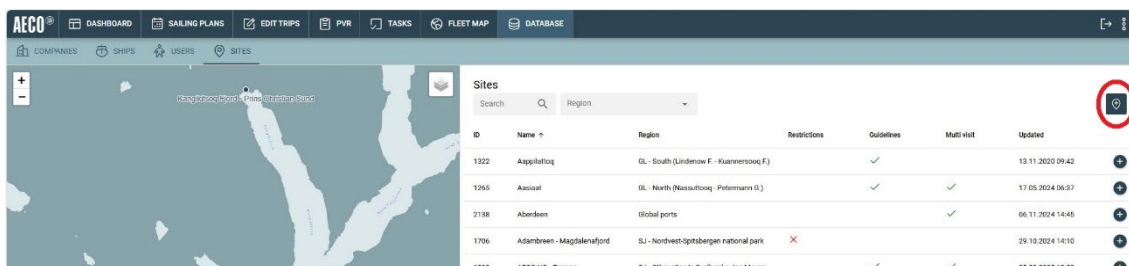 AECO DASHBOARD SAILING PLANS EDIT TRIPS PVR TASKS FLEET MAP DATABASE
COMPANIES SHIPS USERS SITES
+
−
Kangikitsoq Fjord - Prins Christian Sund
Sites
Search Region
ID Name ↑ Region Restrictions Guidelines Multi visit Updated
1322 Aappilattoq GL - South (Lindenow F. - Kuannersooq F.) ✓ 13.11.2020 09:42
1265 Aasiaat GL - North (Nassuttooq - Petermann G.) ✓ ✓ 17.05.2024 06:37
2138 Aberdeen Global ports ✓ 06.11.2024 14:45
1706 Adambreen - Magdalenafjord SJ - Nordvest-Spitsbergen national park ✕ 29.10.2024 14:10